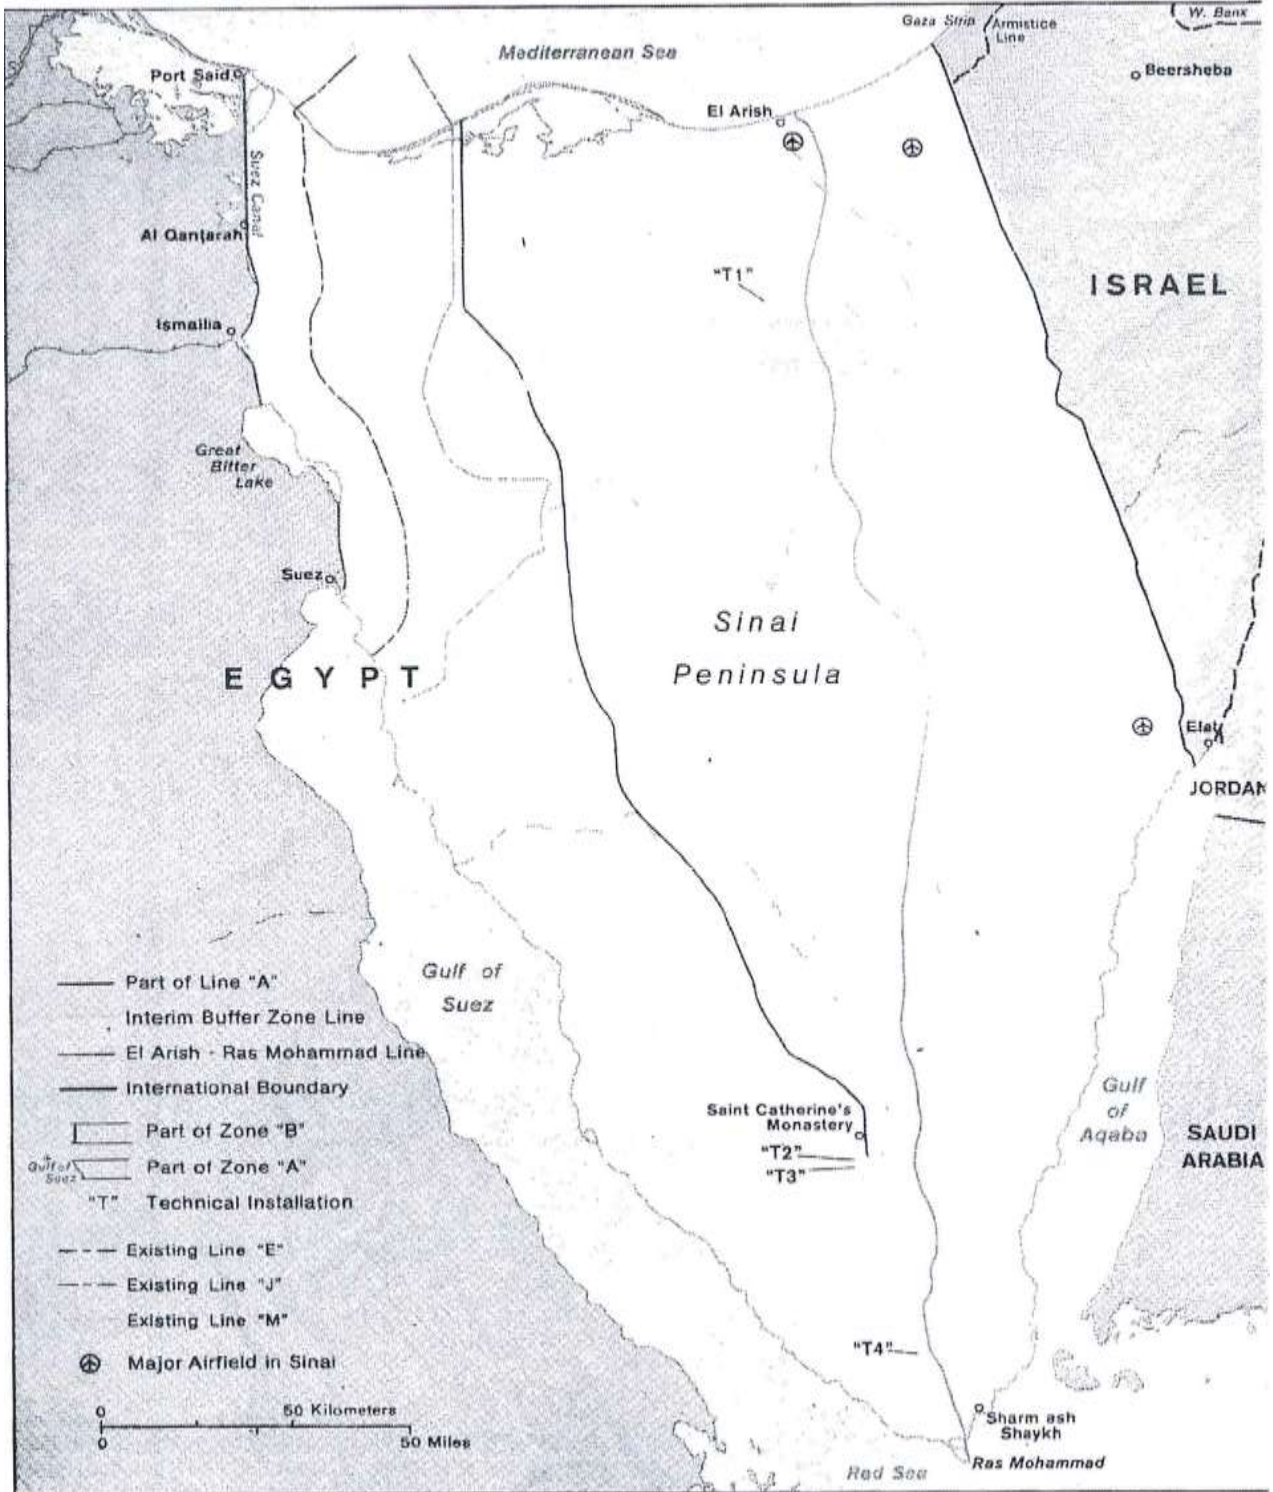 Gaza Strip
Armistice
Line
W. Bank
Mediterranean Sea
Port Said
Beersheba
El Arish
Suez Canal
Al Qantarah
"T1"
ISRAEL
Ismailia
Great
Bitter
Lake
Suez
Sinai
Peninsula
EGYPT
Elat
JORDAN
Gulf of
Suez
Part of Line "A"
Interim Buffer Zone Line
El Arish - Ras Mohammad Line
International Boundary
Part of Zone "B"
Gulf of
Suez
Part of Zone "A"
"T" Technical Installation
Existing Line "E"
Existing Line "J"
Existing Line "M"
Major Airfield in Sinai
0 50 Kilometers
0 50 Miles
Gulf
of
Aqaba
Saint Catherine's
Monastery
"T2"
"T3"
SAUDI
ARABIA
"T4"
Sharm ash
Shaykh
Ras Mohammad
Red Sea